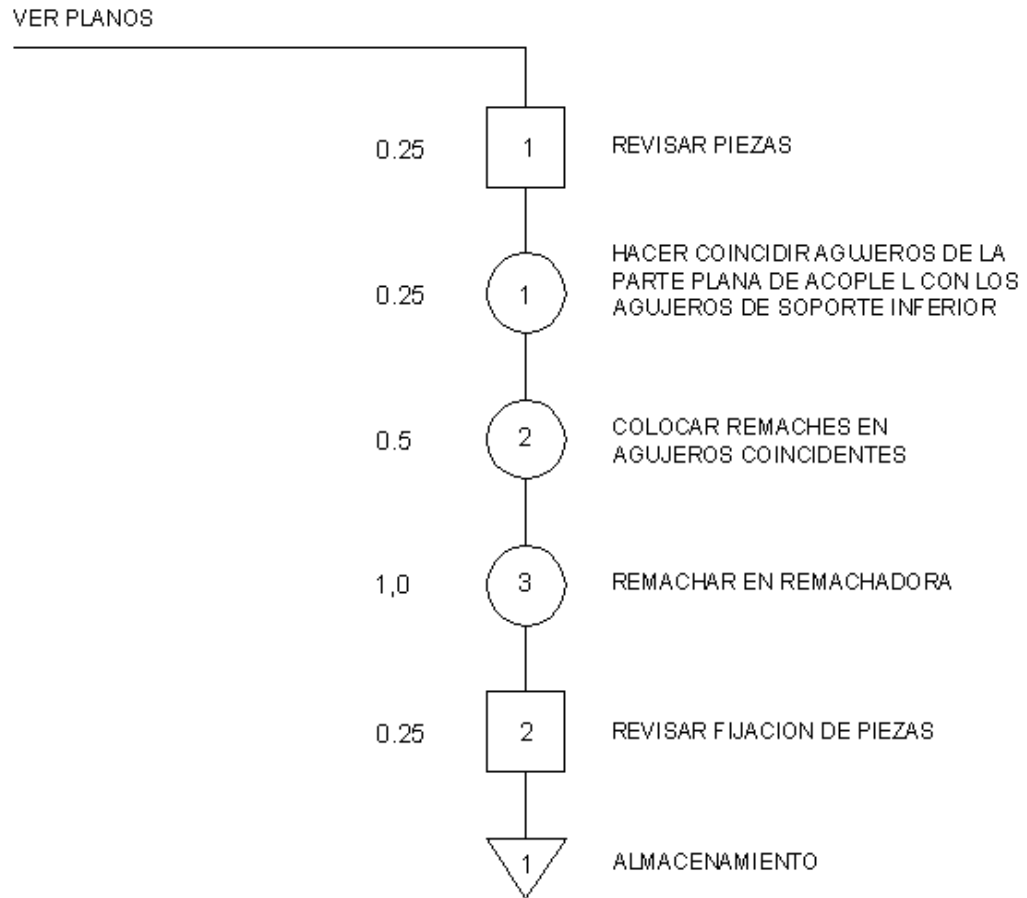 VER PLANOS
0.25
1
REVISAR PIEZAS
0.25
1
HACER COINCIDIR AGUJEROS DE LA
PARTE PLANA DE ACOPLE L CON LOS
AGUJEROS DE SOPORTE INFERIOR
0.5
2
COLOCAR REMACHES EN
AGUJEROS COINCIDENTES
1,0
3
REMACHAR EN REMACHADORA
0.25
2
REVISAR FIJACION DE PIEZAS
1
ALMACENAMIENTO